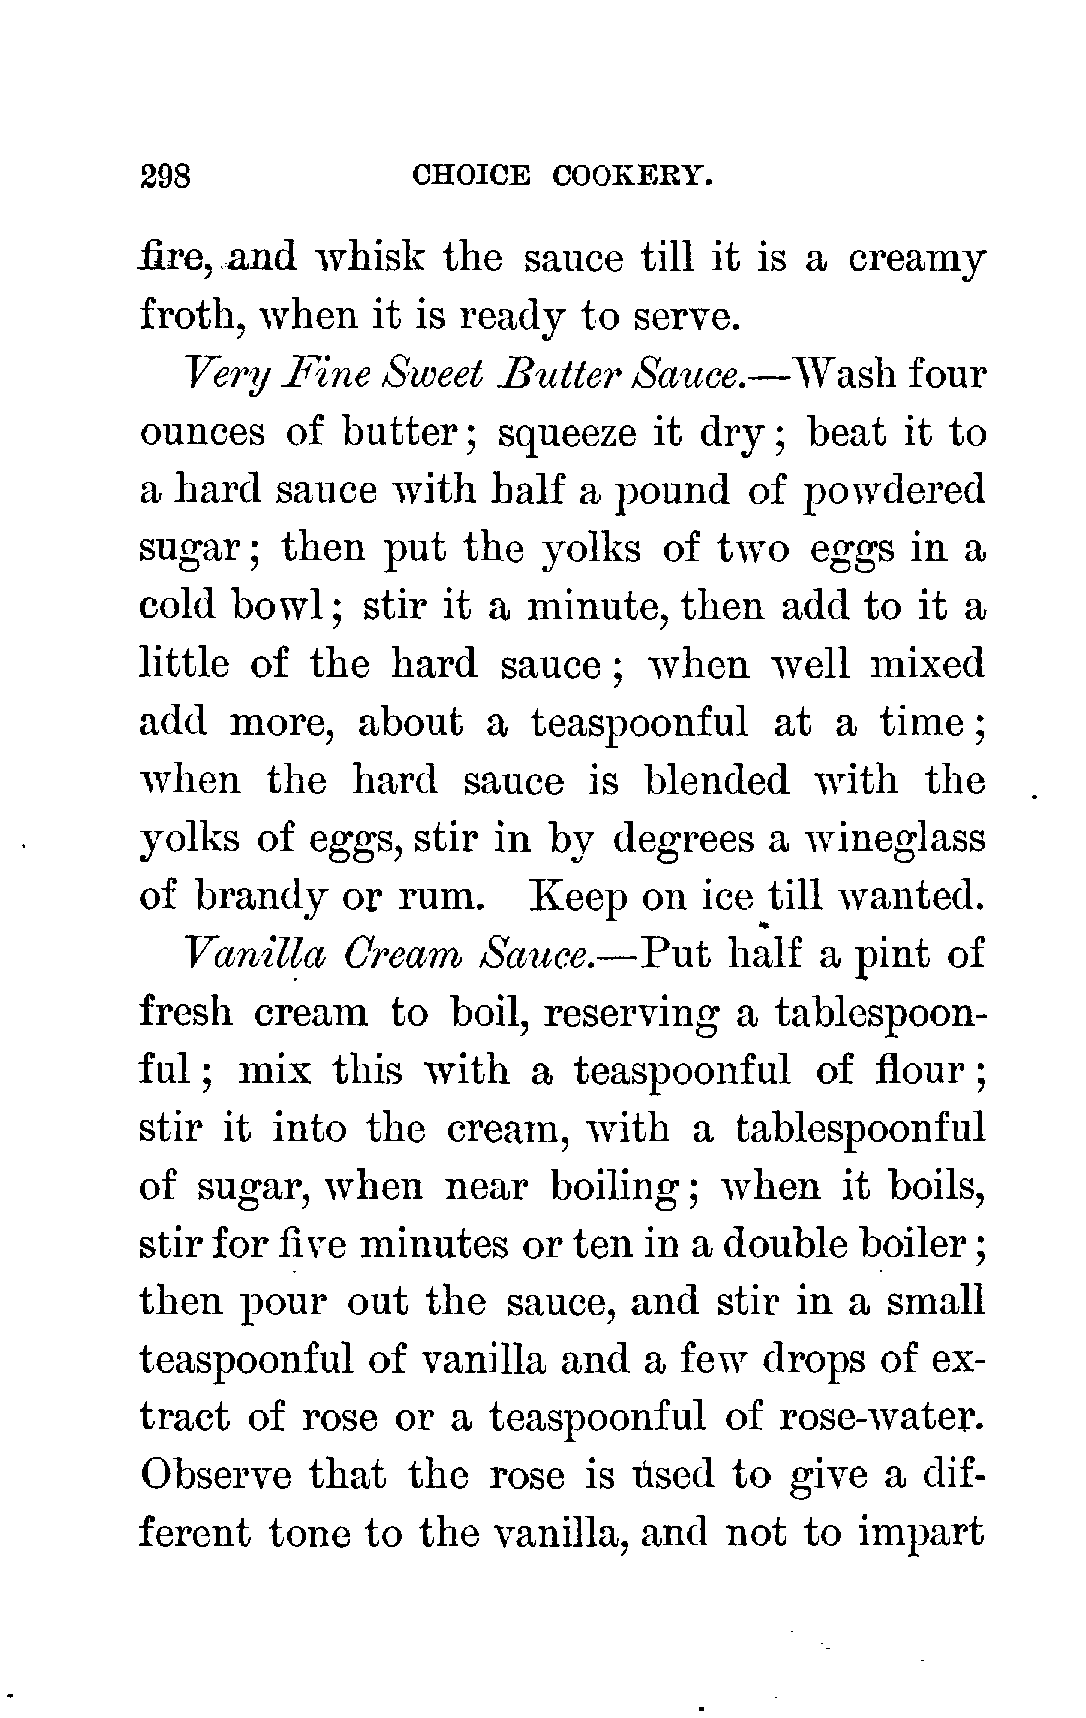 298 CHOICE COOKERY.
fire, and whisk the sauce till it is a creamy
froth, when it is ready to serve.
Very Fine Sweet Butter Sauce.—Wash four
ounces of butter; squeeze it dry; beat it to
a hard sauce with half a pound of powdered
sugar; then put the yolks of two eggs in a
cold bowl; stir it a minute, then add to it a
little of the hard sauce; when well mixed
add more, about a teaspoonful at a time;
when the hard sauce is blended with the
yolks of eggs, stir in by degrees a wineglass
of brandy or rum. Keep on ice till wanted.
Vanilla Cream Sauce.—Put half a pint of
fresh cream to boil, reserving a tablespoon-
ful; mix this with a teaspoonful of flour;
stir it into the cream, with a tablespoonful
of sugar, when near boiling; when it boils,
stir for five minutes or ten in a double boiler;
then pour out the sauce, and stir in a small
teaspoonful of vanilla and a few drops of ex-
tract of rose or a teaspoonful of rose-water.
Observe that the rose is used to give a dif-
ferent tone to the vanilla, and not to impart